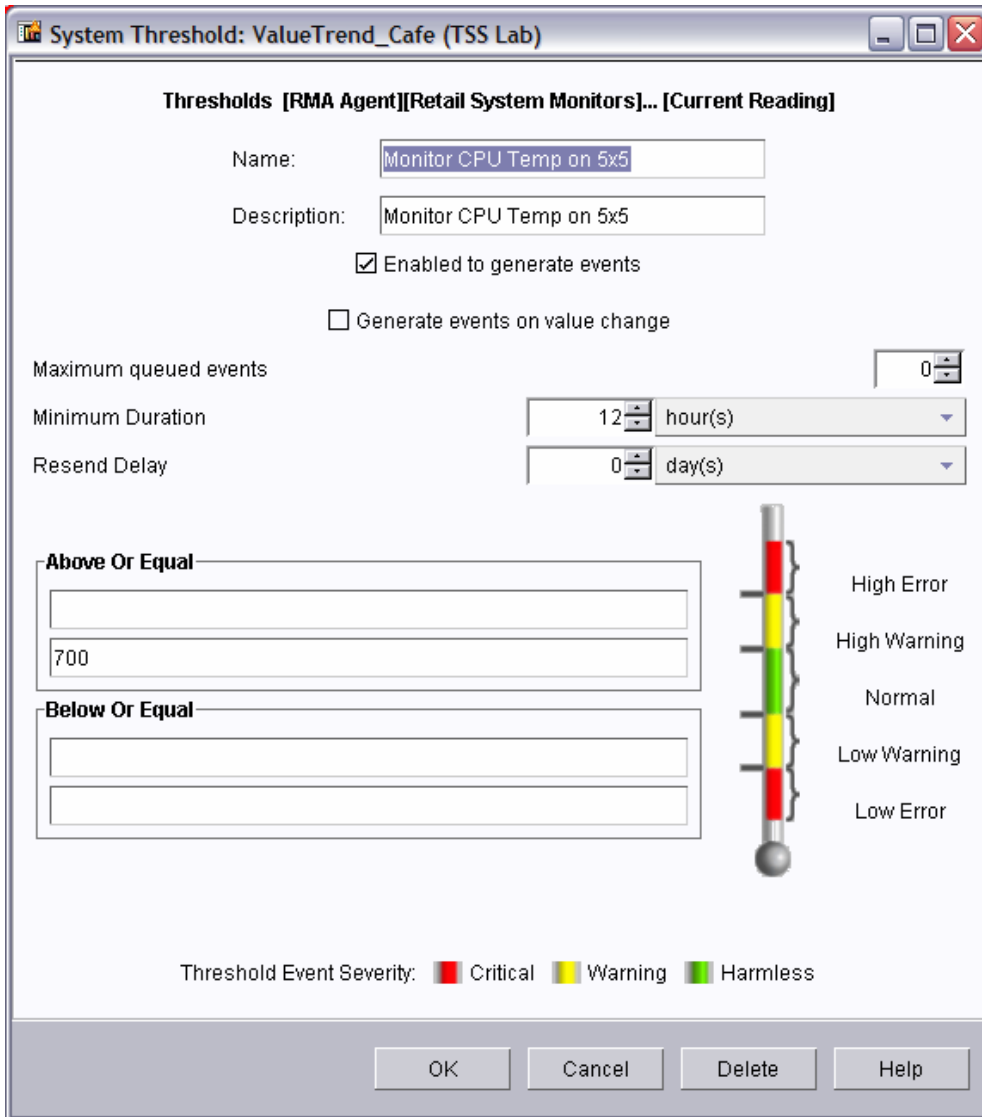 System Threshold: ValueTrend_Cafe (TSS Lab)
Thresholds [RMA Agent][Retail System Monitors]... [Current Reading]
Name: Monitor CPU Temp on 5x5
Description: Monitor CPU Temp on 5x5
Enabled to generate events
Generate events on value change
Maximum queued events 0
Minimum Duration 12 hour(s)
Resend Delay 0 day(s)
Above Or Equal
High Error
700
High Warning
Normal
Below Or Equal
Low Warning
Low Error
Threshold Event Severity: Critical Warning Harmless
OK Cancel Delete Help